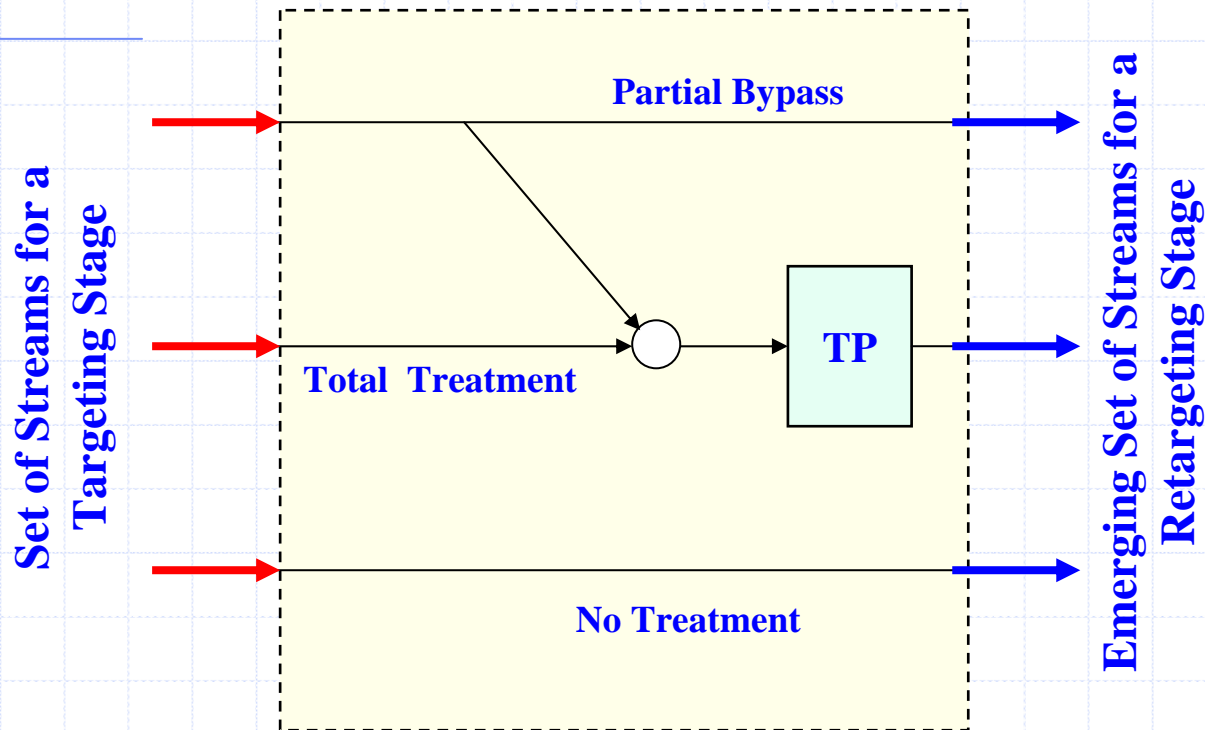 Set of Streams for a
Targeting Stage
Partial Bypass
Total Treatment
TP
No Treatment
Emerging Set of Streams for a
Retargeting Stage